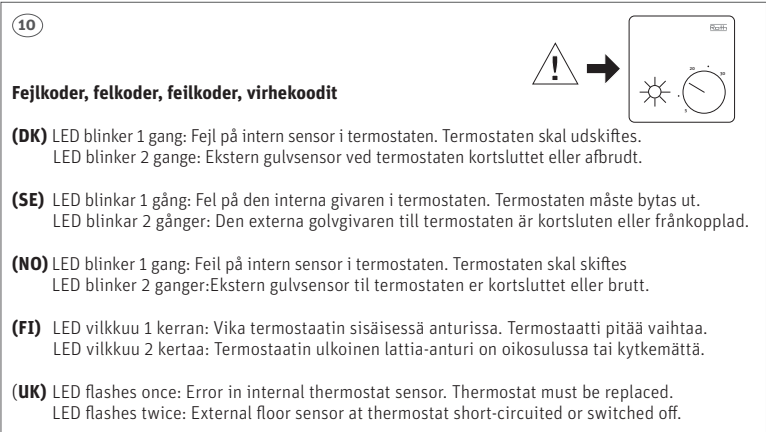 10
Roth
20
30
5
Fejlkoder, felkoder, feilkoder, virhekoodit
(DK) LED blinker 1 gang: Fejl på intern sensor i termostaten. Termostaten skal udskiftes.
LED blinker 2 gange: Ekstern gulvsensor ved termostaten kortsluttet eller afbrudt.
(SE) LED blinkar 1 gång: Fel på den interna givaren i termostaten. Termostaten måste bytas ut.
LED blinkar 2 gånger: Den externa golvgivaren till termostaten är kortsluten eller frånkopplad.
(NO) LED blinker 1 gang: Feil på intern sensor i termostaten. Termostaten skal skiftes
LED blinker 2 ganger:Ekstern gulvsensor til termostaten er kortsluttet eller brutt.
(FI) LED vilkkuu 1 kerran: Vika termostaatin sisäisessä anturissa. Termostaatti pitää vaihtaa.
LED vilkkuu 2 kertaa: Termostaatin ulkoinen lattia-anturi on oikosulussa tai kytkemättä.
(UK) LED flashes once: Error in internal thermostat sensor. Thermostat must be replaced.
LED flashes twice: External floor sensor at thermostat short-circuited or switched off.